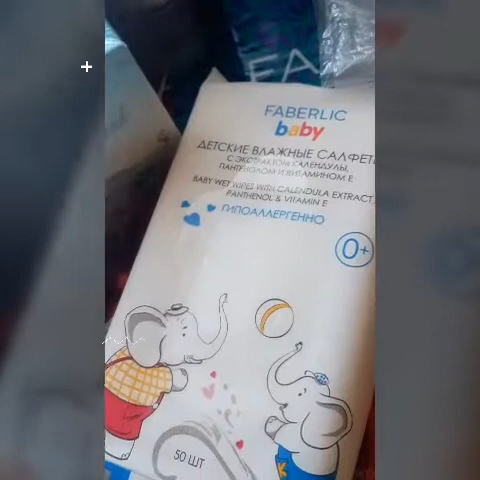 FABERLIC
baby
ДЕТСКИЕ ВЛАЖНЫЕ САЛФЕТ
С ЭКСТРАКТОМ КАЛЕНДУЛЫ,
ПАНТЕНОЛОМ И ВИТАМИНОМ Е
BABY WET WIPES WITH CALENDULA EXTRACT,
PANTHENOL & VITAMIN E
ГИПОАЛЛЕРГЕННО
0+
50 ШТ